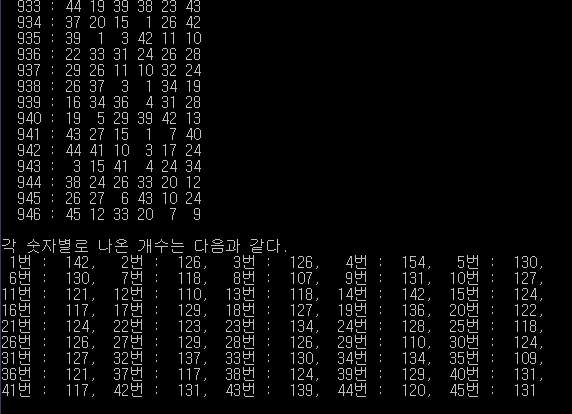 933 : 44 19 39 38 23 43
934 : 37 20 15  1 26 42
935 : 39  1  3 42 11 10
936 : 22 33 31 24 26 28
937 : 29 26 11 10 32 24
938 : 26 37  3  1 34 19
939 : 16 34 36  4 31 28
940 : 19  5 29 39 42 13
941 : 43 27 15  1  7 40
942 : 44 41 10  3 17 24
943 :  3 15 41  4 24 34
944 : 38 24 26 33 20 12
945 : 26 27  6 43 10 24
946 : 45 12 33 20  7  9
각 숫자별로 나온 개수는 다음과 같다.
1번 :  142,  2번 :  126,  3번 :  126,  4번 :  154,  5번 :  130,
6번 :  130,  7번 :  118,  8번 :  107,  9번 :  131, 10번 :  127,
11번 :  121, 12번 :  110, 13번 :  118, 14번 :  142, 15번 :  124,
16번 :  117, 17번 :  129, 18번 :  127, 19번 :  136, 20번 :  122,
21번 :  124, 22번 :  123, 23번 :  134, 24번 :  128, 25번 :  118,
26번 :  126, 27번 :  129, 28번 :  126, 29번 :  110, 30번 :  124,
31번 :  127, 32번 :  137, 33번 :  130, 34번 :  134, 35번 :  109,
36번 :  121, 37번 :  117, 38번 :  124, 39번 :  129, 40번 :  131,
41번 :  117, 42번 :  131, 43번 :  139, 44번 :  120, 45번 :  131